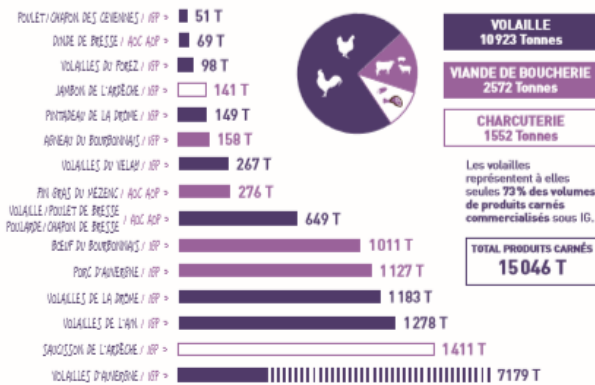 POULET/CHAPON DES CEVENNES / IGP > 51 T
DINDE DE BRESSE / AOC AOP > 69 T
VOLAILLES DU FOREZ / IGP > 98 T
JAMBON DE L'ARDÈCHE / IGP > 141 T
PINTADEAU DE LA DRÔME / IGP > 149 T
AGNEAU DU BOURBONNAIS / IGP > 158 T
VOLAILLES DU VELAY / IGP > 267 T
FIN GRAS DU MÉZENC / AOC AOP > 276 T
VOLAILLE/POULET DE BRESSE
POULARDE/CHAPON DE BRESSE / AOC AOP > 649 T
BŒUF DU BOURBONNAIS / IGP > 1011 T
PORC D'AUVERGNE / IGP > 1127 T
VOLAILLES DE LA DRÔME / IGP > 1183 T
VOLAILLES DE L'AIN / IGP > 1278 T
SAUCISSON DE L'ARDÈCHE / IGP > 1411 T
VOLAILLES D'AUVERGNE / IGP > 7179 T
VOLAILLE
10923 Tonnes
VIANDE DE BOUCHERIE
2572 Tonnes
CHARCUTERIE
1552 Tonnes
Les volailles
représentent à elles
seules 73% des volumes
de produits carnés
commercialisés sous IG.
TOTAL PRODUITS CARNÉS
15046 T